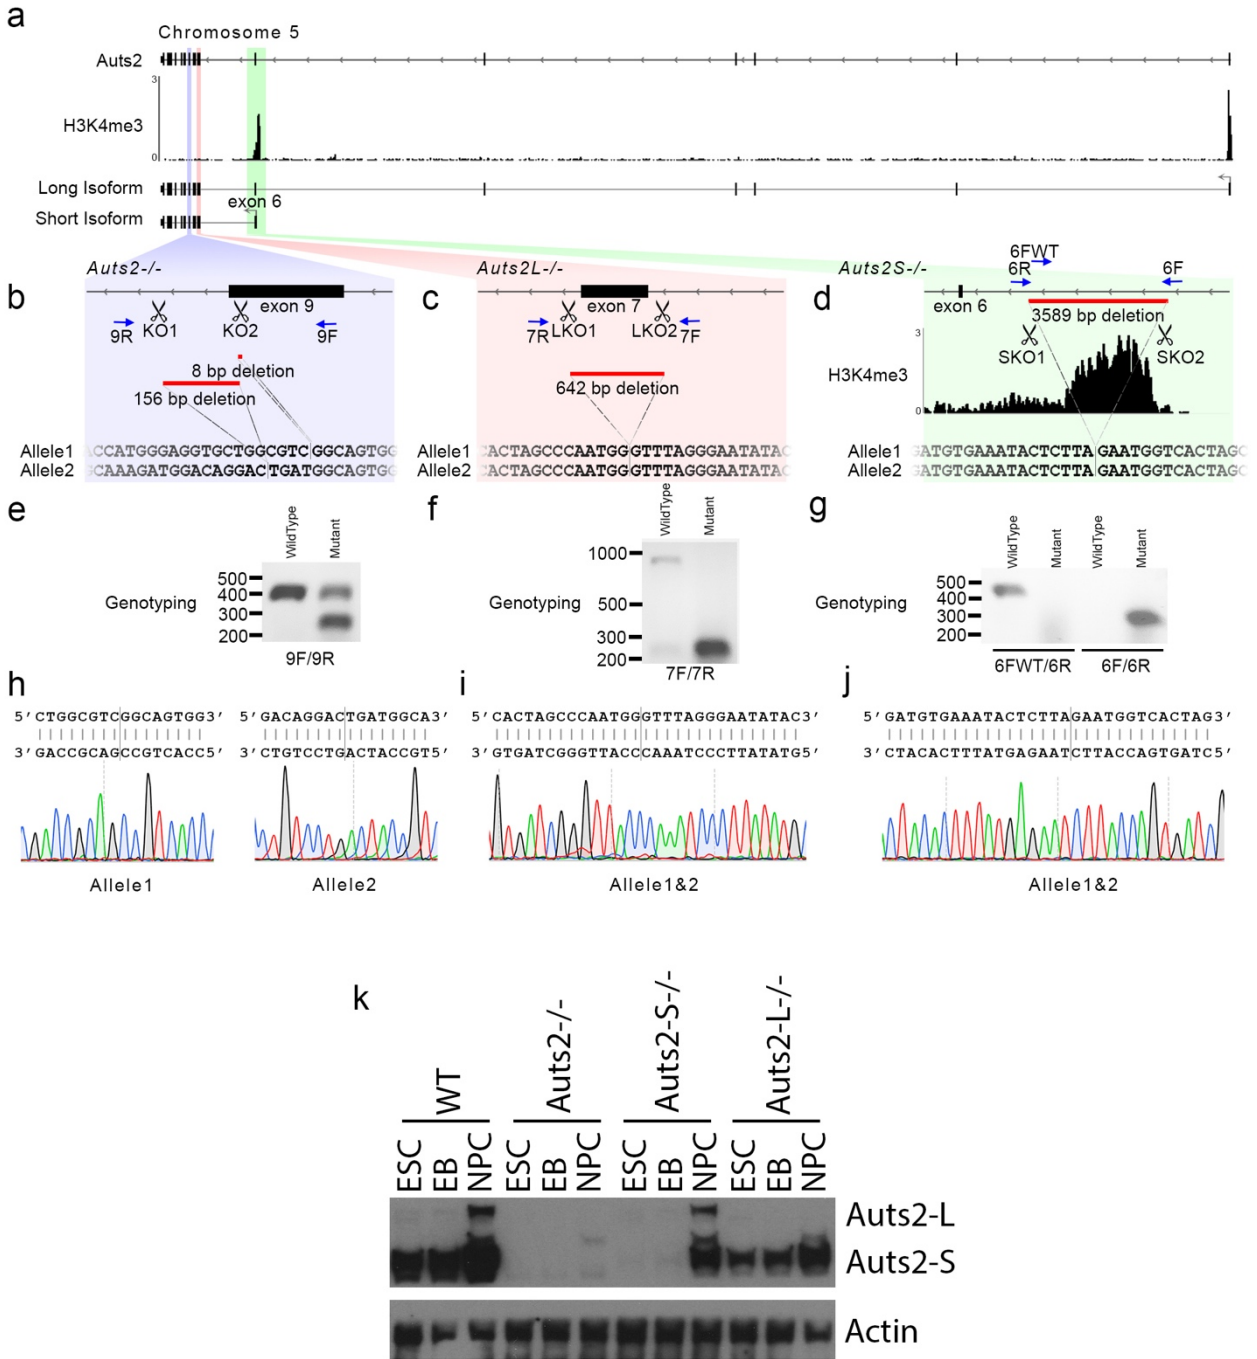 a
Chromosome 5
Auts2
3
H3K4me3
0
Long Isoform
exon 6
Short Isoform
Auts2-/-
Auts2L-/-
Auts2S-/-
6FWT
6R
6F
b
exon 9
9R
KO1
KO2
9F
8 bp deletion
156 bp deletion
Allele1
CCATGGGAGGTGCTGGCGTCGGCAGTGG
Allele2
GCAAAGATGGACAGGACTGATGGCAGTGG
c
exon 7
7R
LKO1
LKO2
7F
642 bp deletion
Allele1
CACTAGCCCAATGGGTTTAGGGAATATAC
Allele2
CACTAGCCCAATGGGTTTAGGGAATATAC
d
exon 6
3589 bp deletion
3
SKO1
SKO2
H3K4me3
0
Allele1
GATGTGAAATACTCTTAGAATGGTCACTAGC
Allele2
GATGTGAAATACTCTTAGAATGGTCACTAGC
e
WildType
Mutant
500
400
300
200
Genotyping
9F/9R
f
WildType
Mutant
1000
500
300
200
Genotyping
7F/7R
g
WildType
Mutant
WildType
Mutant
500
400
300
200
Genotyping
6FWT/6R
6F/6R
h
5'CTGGCGTCGGCAGTGG3'
3'GACCGCAGCCGTCACC5'
Allele1
5'GACAGGACTGATGGCA3'
3'CTGTCCTGACTACCGT5'
Allele2
i
5'CACTAGCCCAATGGGTTTAGGGAATATAC3'
3'GTGATCGGGTTACCCAAATCCCTTATATG5'
Allele1&2
j
5'GATGTGAAATACTCTTAGAATGGTCACTAG3'
3'CTACACTTTATGAGAATCTTACCAGTGATC5'
Allele1&2
k
WT
Auts2-/-
Auts2-S-/-
Auts2-L-/-
ESC
EB
NPC
ESC
EB
NPC
ESC
EB
NPC
ESC
EB
NPC
Auts2-L
Auts2-S
Actin